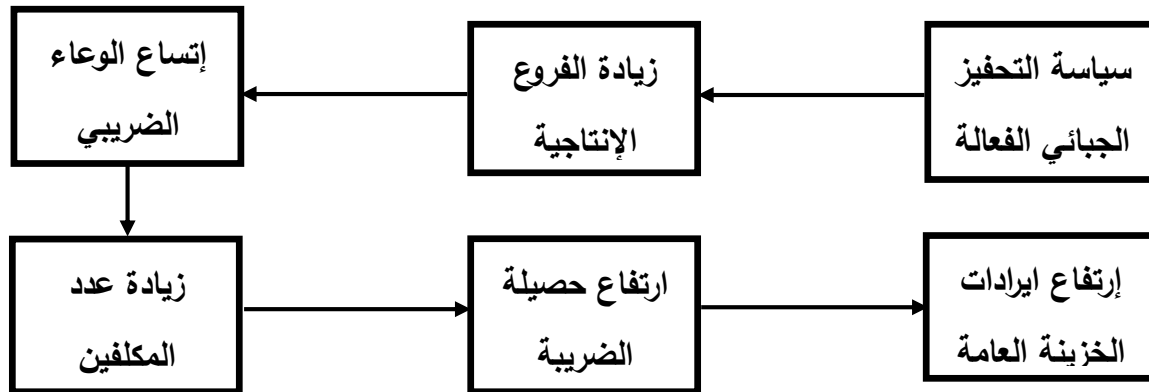 سياسة التحفيز
الجبائي الفعالة
زيادة الفروع
الإنتاجية
إتساع الوعاء
الضريبي
زيادة عدد
المكلفين
ارتفاع حصيلة
الضريبة
إرتفاع ايرادات
الخزينة العامة